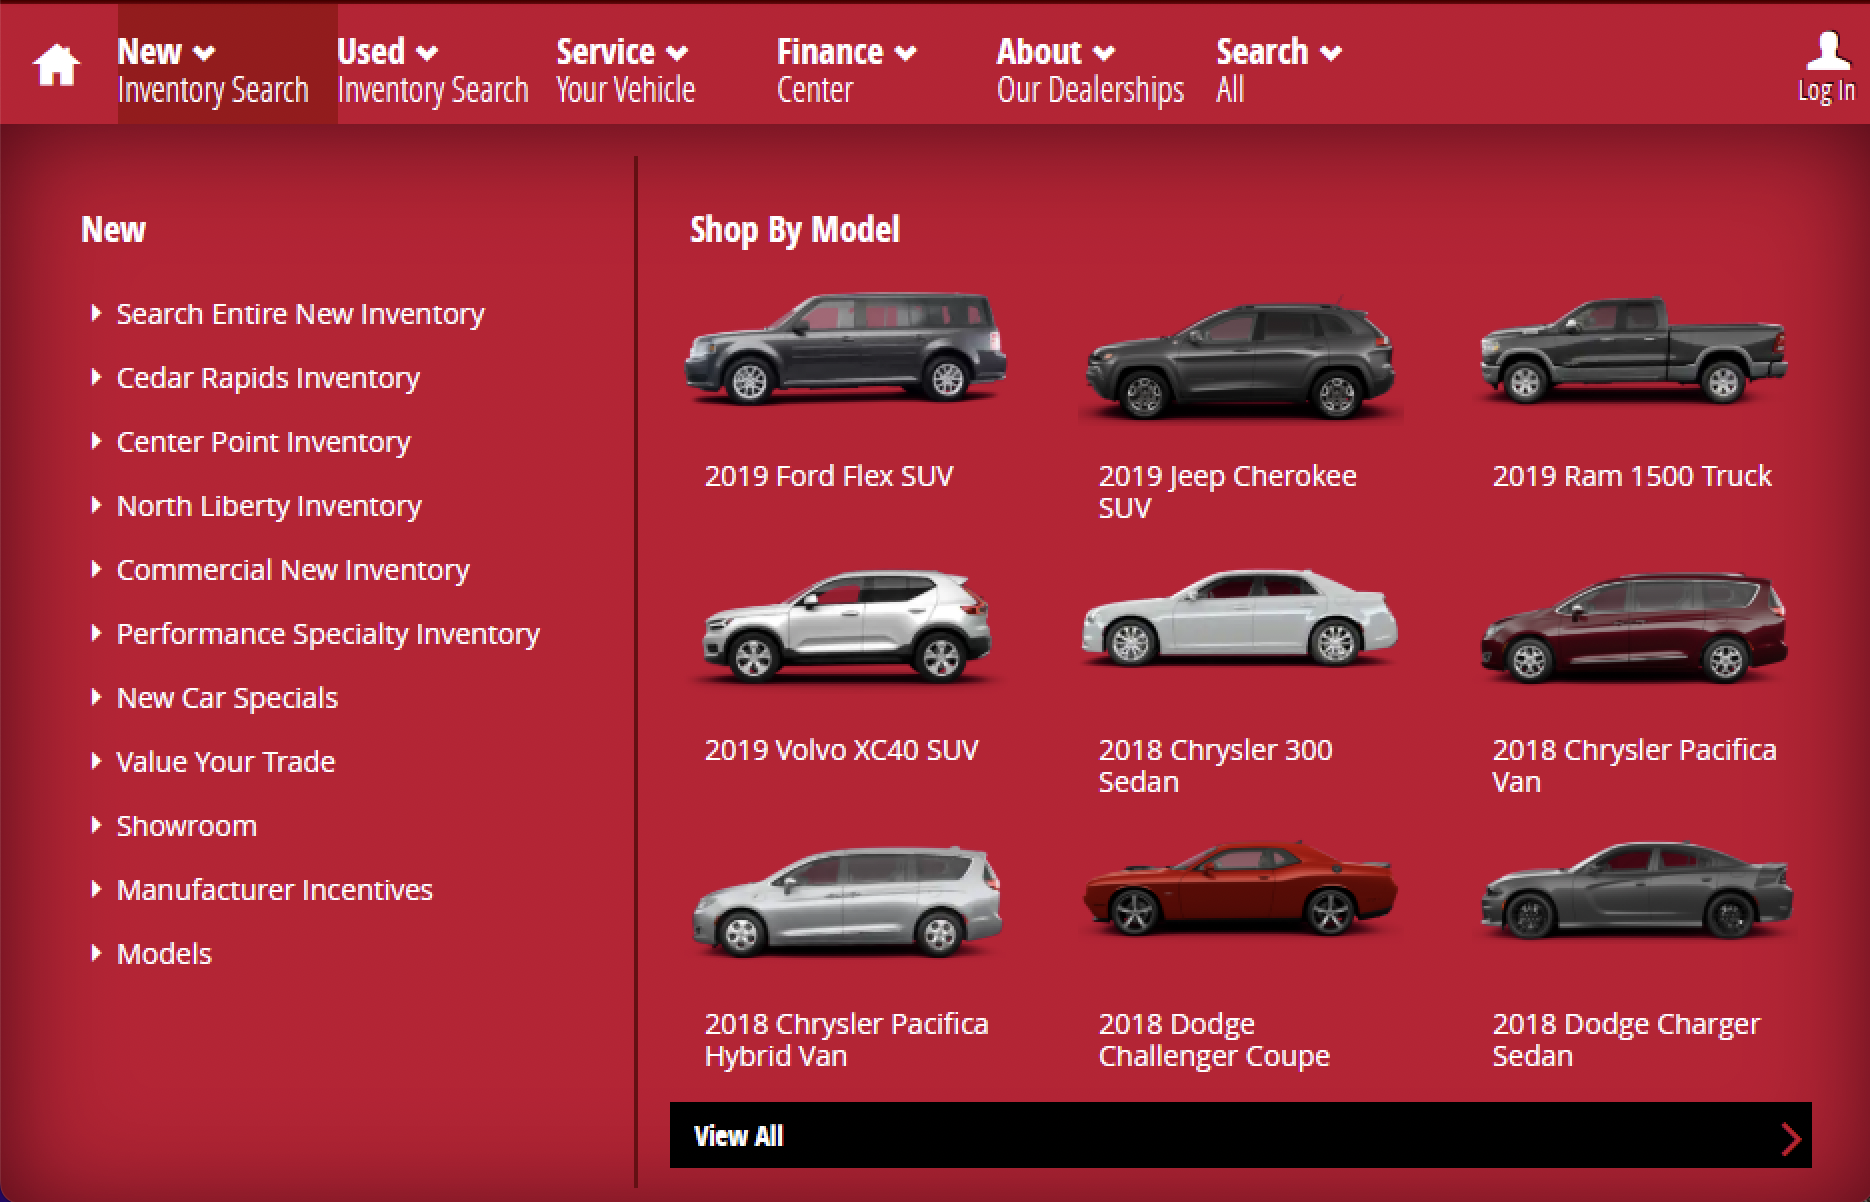 New
Inventory Search
Used
Inventory Search
Service
Your Vehicle
Finance
Center
About
Our Dealerships
Search
All
Log In
New
Search Entire New Inventory
Cedar Rapids Inventory
Center Point Inventory
North Liberty Inventory
Commercial New Inventory
Performance Specialty Inventory
New Car Specials
Value Your Trade
Showroom
Manufacturer Incentives
Models
Shop By Model
2019 Ford Flex SUV
2019 Jeep Cherokee
SUV
2019 Ram 1500 Truck
2019 Volvo XC40 SUV
2018 Chrysler 300
Sedan
2018 Chrysler Pacifica
Van
2018 Chrysler Pacifica
Hybrid Van
2018 Dodge
Challenger Coupe
2018 Dodge Charger
Sedan
View All